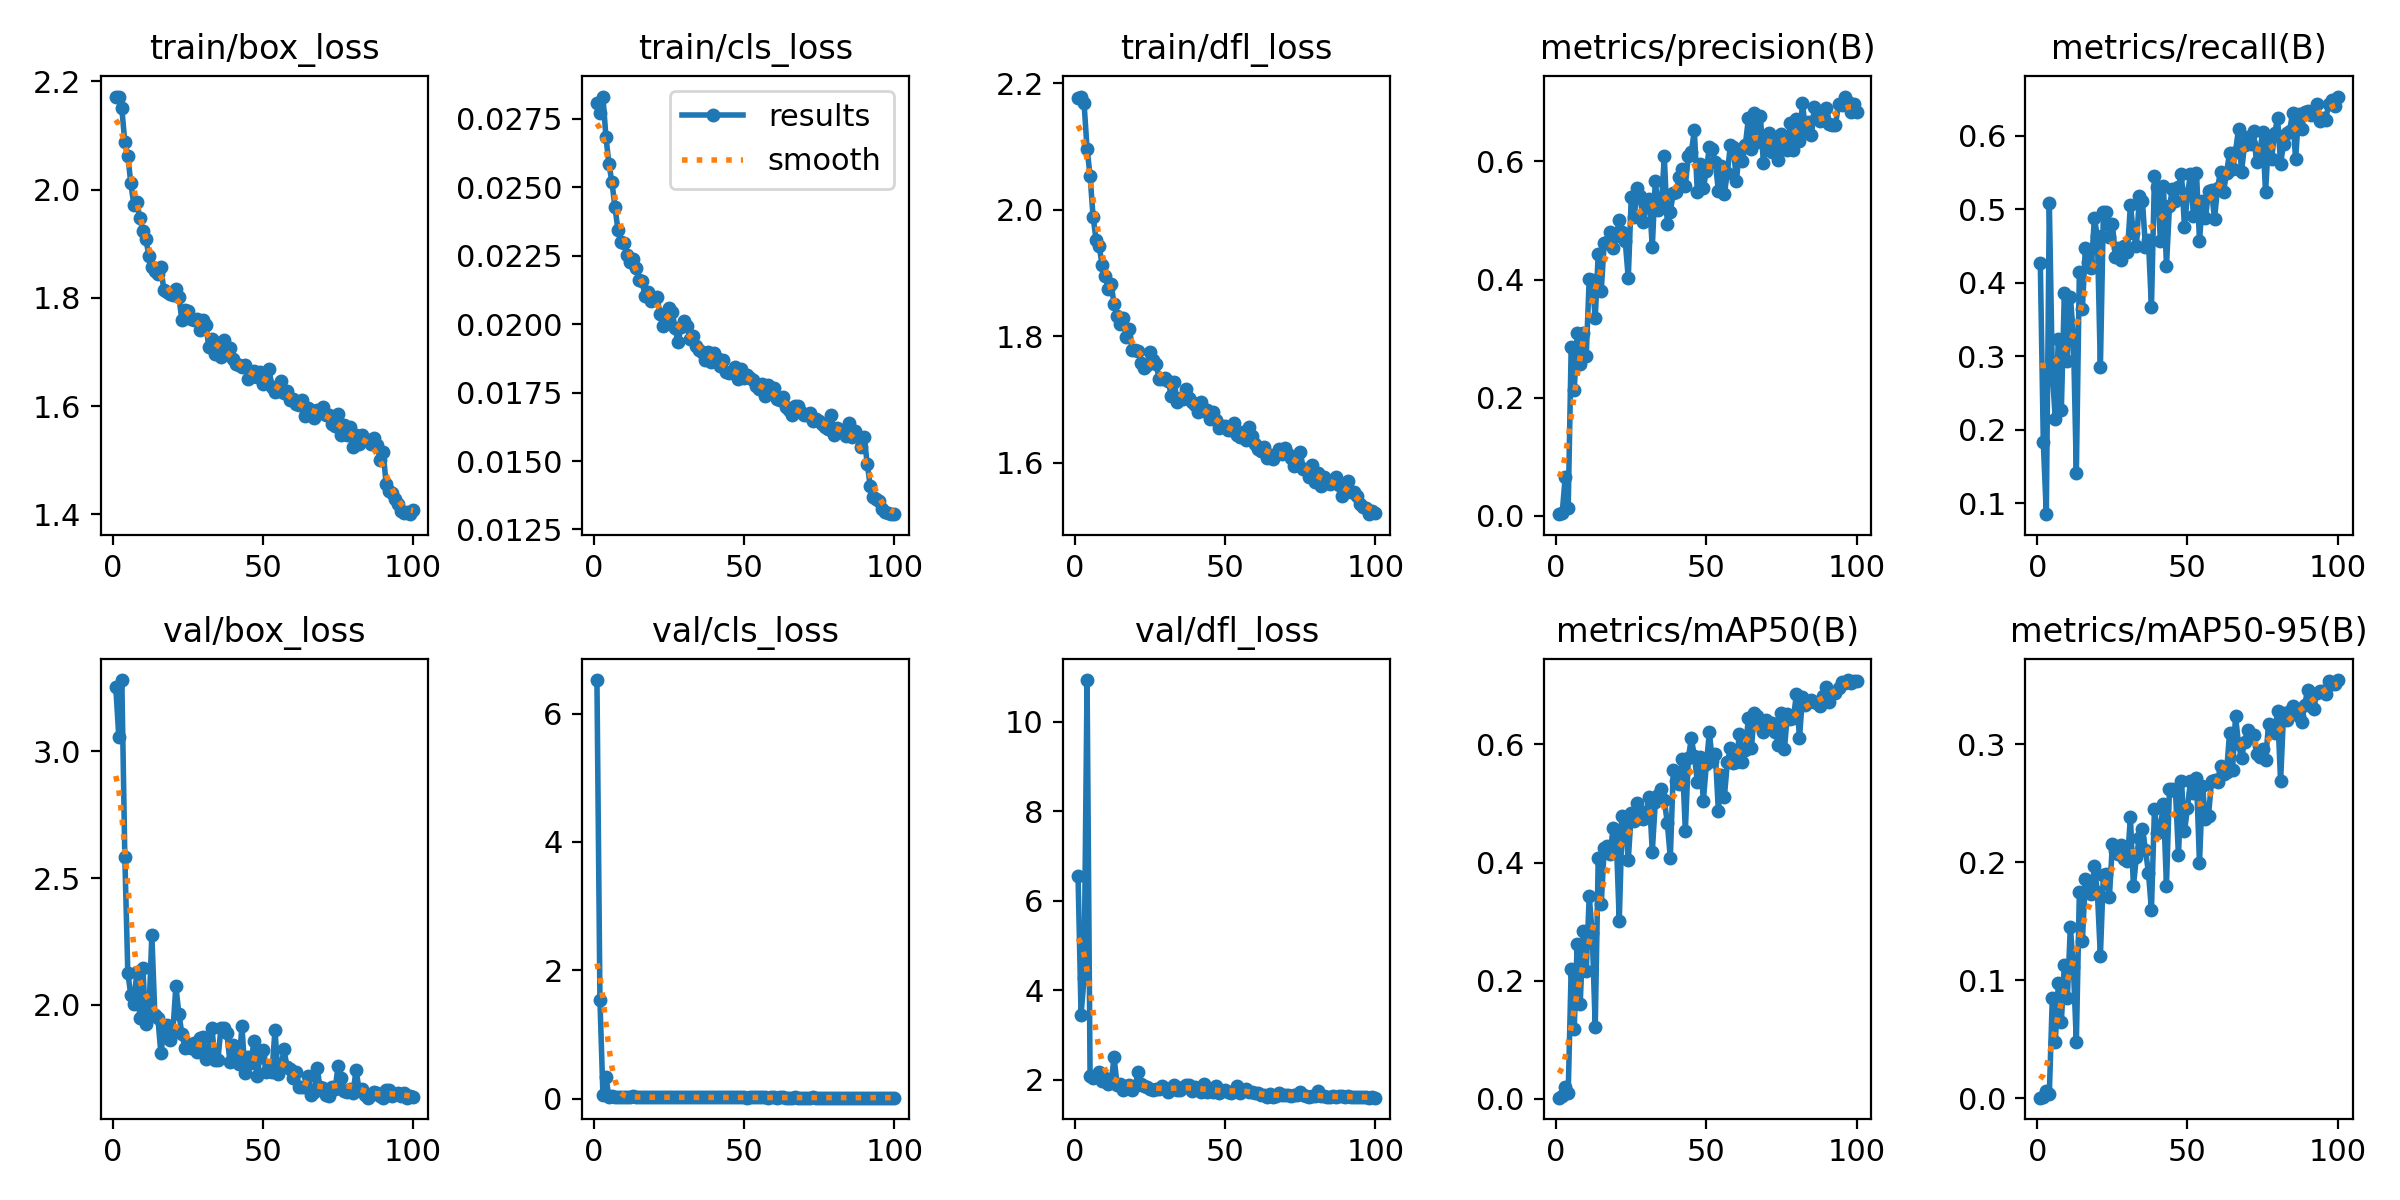 train/box_loss
2.2
2.0
1.8
1.6
1.4
0 50 100
train/cls_loss
results
smooth
0.0275
0.0250
0.0225
0.0200
0.0175
0.0150
0.0125
0 50 100
train/dfl_loss
2.2
2.0
1.8
1.6
0 50 100
metrics/precision(B)
0.6
0.4
0.2
0.0
0 50 100
metrics/recall(B)
0.6
0.5
0.4
0.3
0.2
0.1
0 50 100
val/box_loss
3.0
2.5
2.0
0 50 100
val/cls_loss
6
4
2
0
0 50 100
val/dfl_loss
10
8
6
4
2
0 50 100
metrics/mAP50(B)
0.6
0.4
0.2
0.0
0 50 100
metrics/mAP50-95(B)
0.3
0.2
0.1
0.0
0 50 100